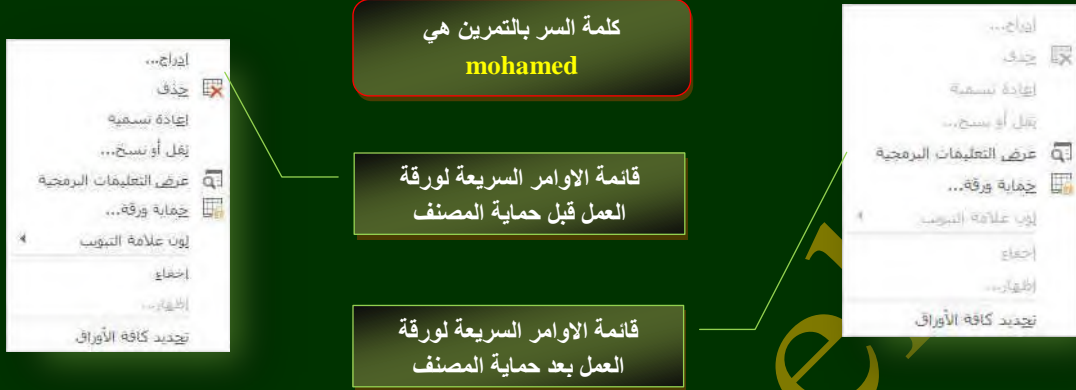 كلمة السر بالتمرين هي
mohamed
إدراج...
حذف
إعادة تسمية
نقل أو نسخ...
عرض التعليمات البرمجية
حماية ورقة...
لون علامة التبويب
إخفاء
إظهار...
تحديد كافة الأوراق
قائمة الاوامر السريعة لورقة
العمل قبل حماية المصنف
إدراج...
حذف
إعادة تسمية
نقل أو نسخ...
عرض التعليمات البرمجية
حماية ورقة...
لون علامة التبويب
إخفاء
إظهار...
تحديد كافة الأوراق
قائمة الاوامر السريعة لورقة
العمل بعد حماية المصنف